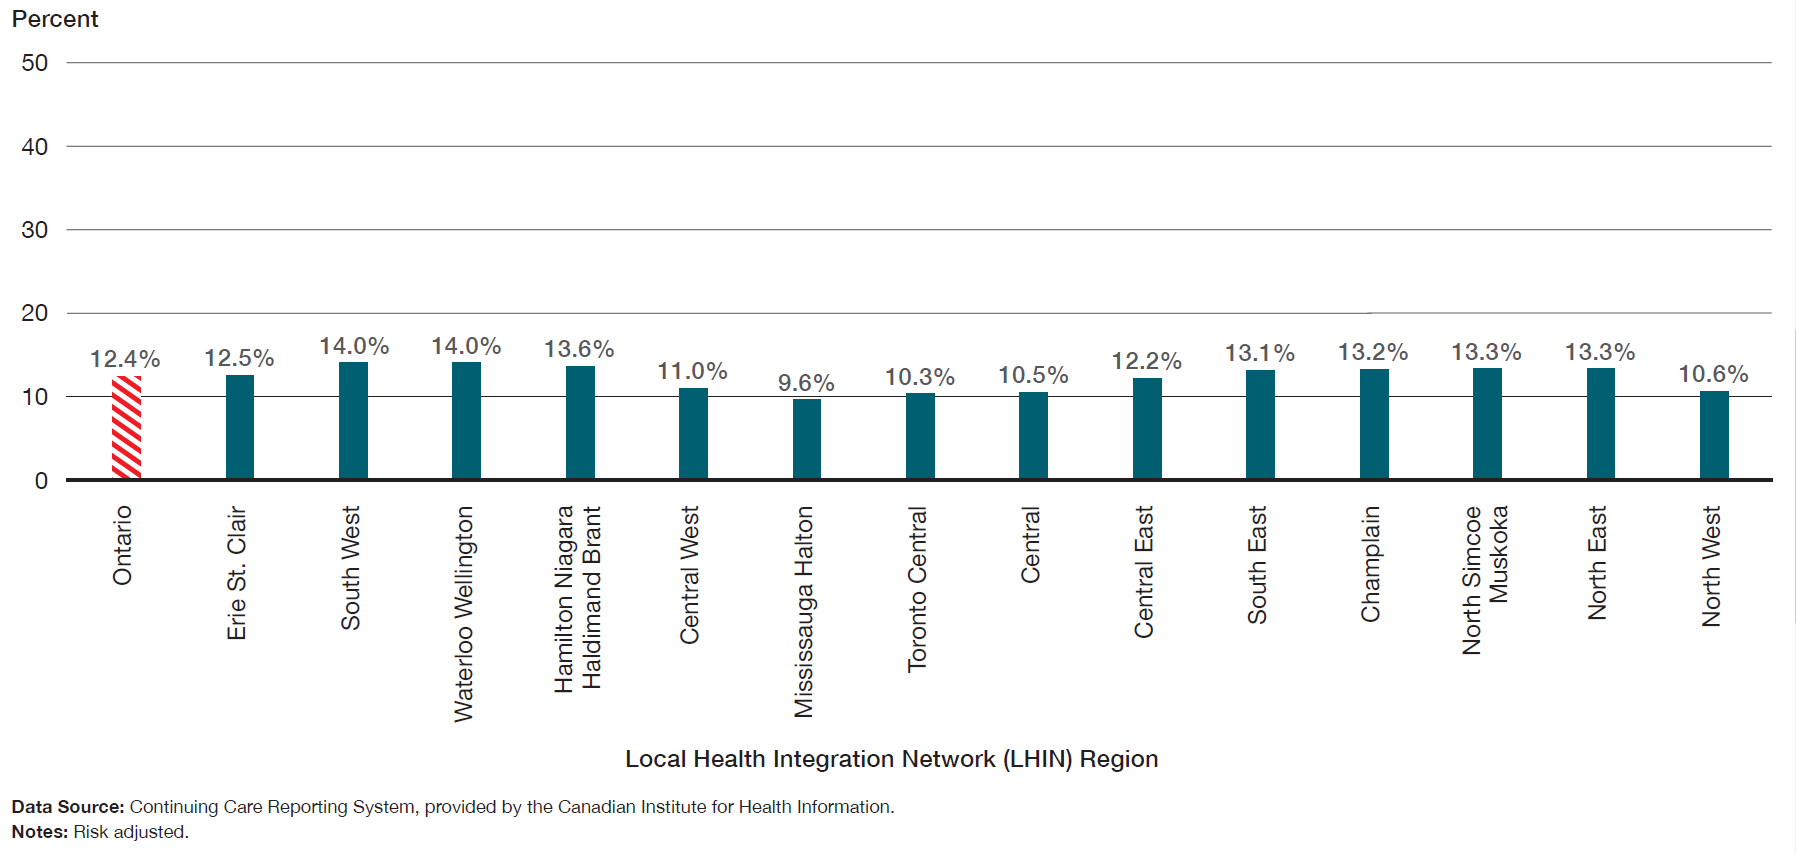 Percent
50
40
30
20
10
0
12.4%
12.5%
14.0%
14.0%
13.6%
11.0%
9.6%
10.3%
10.5%
12.2%
13.1%
13.2%
13.3%
13.3%
10.6%
Ontario
Erie St. Clair
South West
Waterloo Wellington
Hamilton Niagara
Haldimand Brant
Central West
Mississauga Halton
Toronto Central
Central
Central East
South East
Champlain
North Simcoe
Muskoka
North East
North West
Local Health Integration Network (LHIN) Region
Data Source: Continuing Care Reporting System, provided by the Canadian Institute for Health Information.
Notes: Risk adjusted.